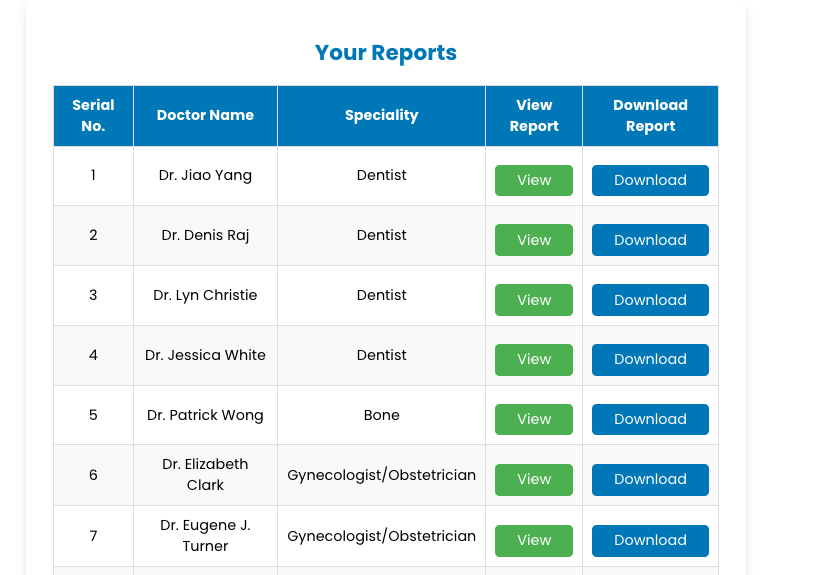 Your Reports
Serial No. Doctor Name Speciality View Report Download Report
1 Dr. Jiao Yang Dentist View Download
2 Dr. Denis Raj Dentist View Download
3 Dr. Lyn Christie Dentist View Download
4 Dr. Jessica White Dentist View Download
5 Dr. Patrick Wong Bone View Download
6 Dr. Elizabeth Clark Gynecologist/Obstetrician View Download
7 Dr. Eugene J. Turner Gynecologist/Obstetrician View Download